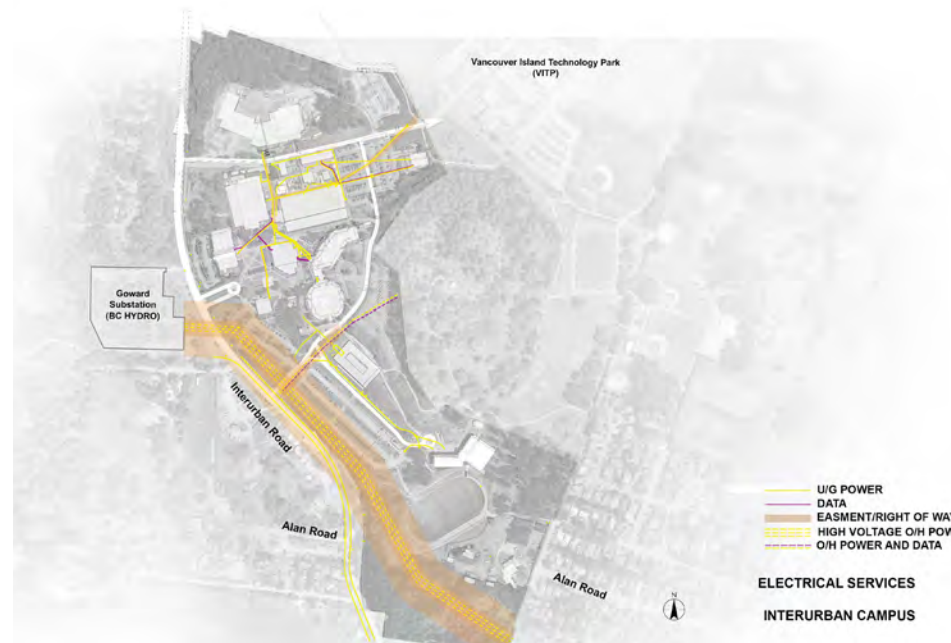 Vancouver Island Technology Park
(VITP)
Goward
Substation
(BC HYDRO)
Interurban Road
Alan Road
Alan Road
U/G POWER
DATA
EASMENT/RIGHT OF WA
HIGH VOLTAGE O/H POW
O/H POWER AND DATA
N
ELECTRICAL SERVICES
INTERURBAN CAMPUS